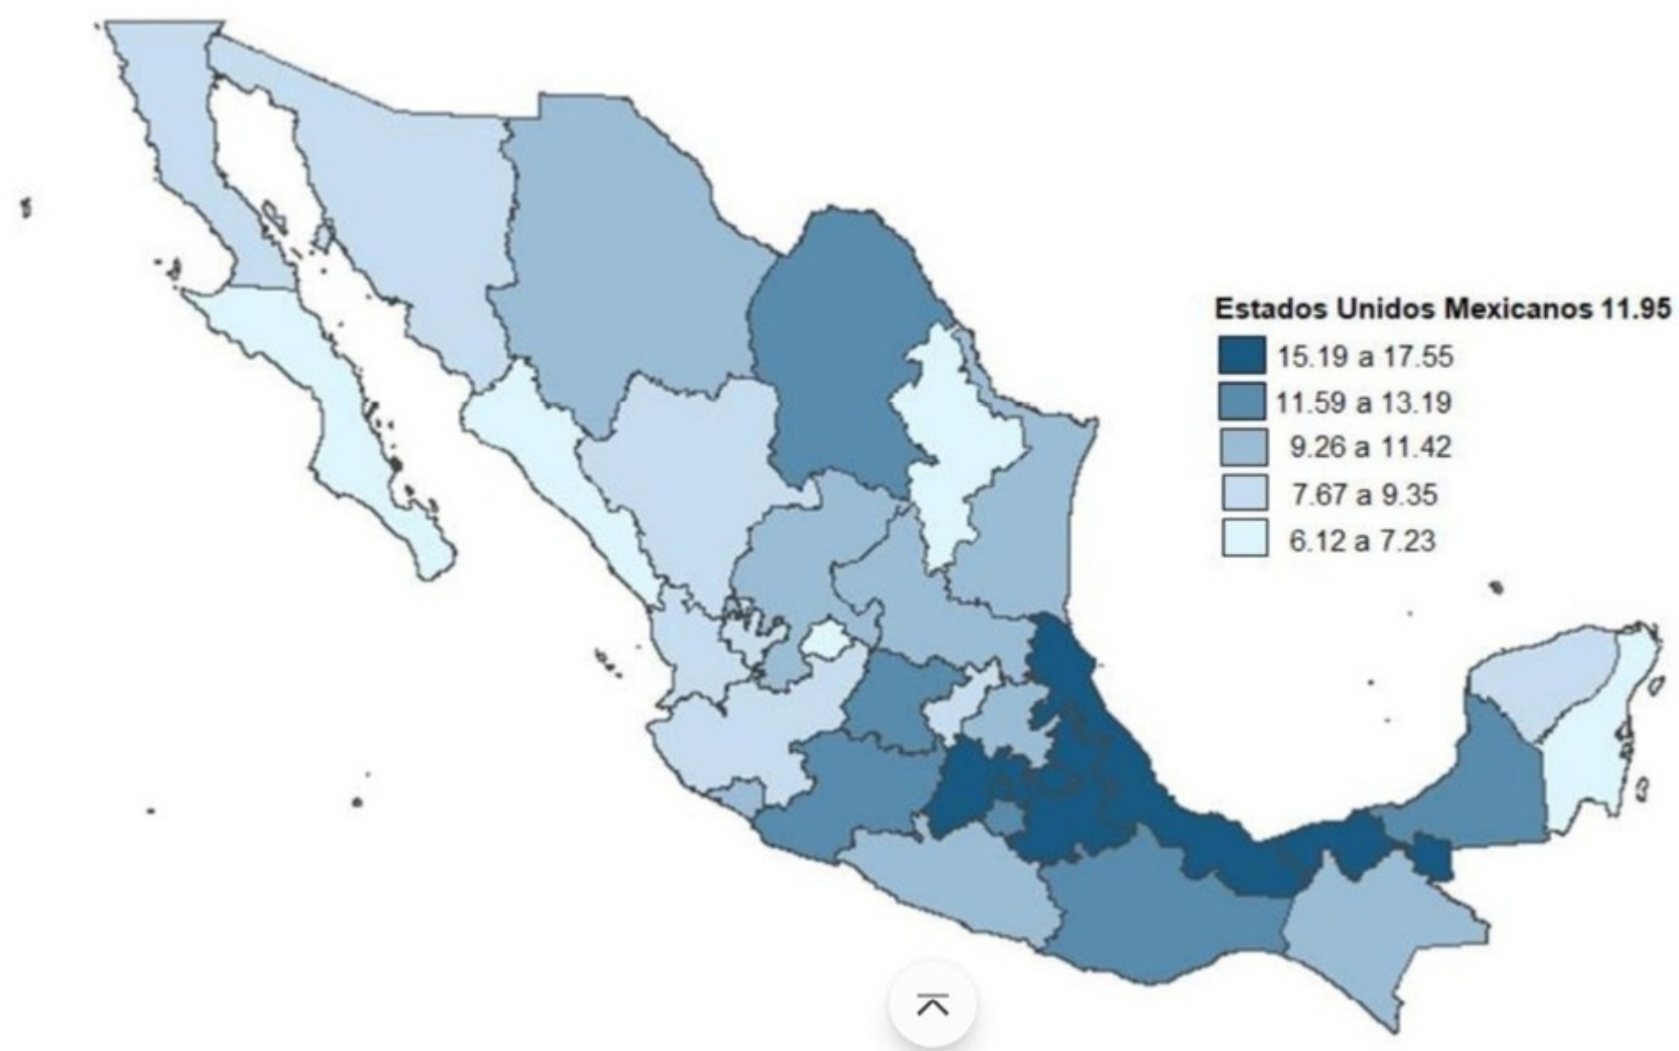 Estados Unidos Mexicanos 11.95
15.19 a 17.55
11.59 a 13.19
9.26 a 11.42
7.67 a 9.35
6.12 a 7.23